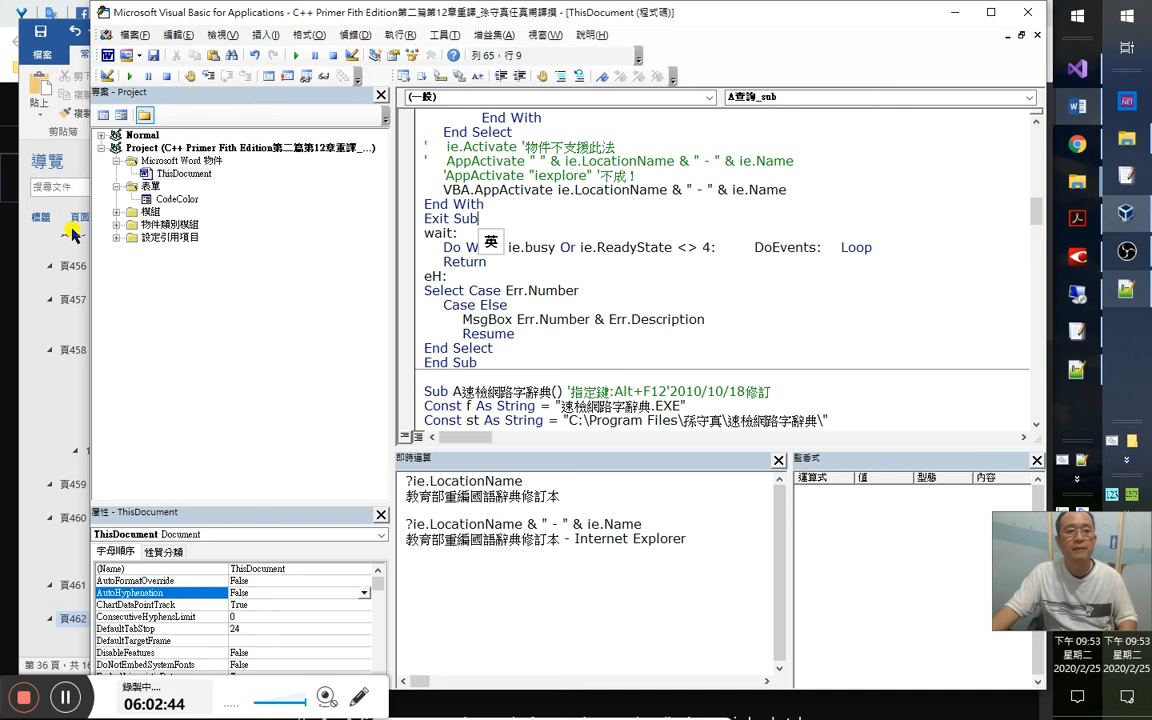 Microsoft Visual Basic for Applications - C++ Primer Fith Edition第二篇第12章重譯_孫守真任真甫譯撰 - [ThisDocument (程式碼)]
檔案(F) 編輯(E) 檢視(V) 插入(I) 格式(O) 偵錯(D) 執行(R) 工具(T) 增益集(A) 視窗(W) 說明(H)
列 65，行 9
檔案
剪下
貼上
複製
剪貼簿
導覽
搜尋文件
標題
頁面
頁456
頁457
頁458
頁459
頁460
頁461
頁462
專案 - Project
Normal
Project (C++ Primer Fith Edition第二篇第12章重譯_...)
Microsoft Word 物件
ThisDocument
表單
CodeColor
模組
物件類別模組
設定引用項目
屬性 - ThisDocument
ThisDocument Document
字母順序 性質分類
(Name) ThisDocument
AutoFormatOverride False
AutoHyphenation False
ChartDataPointTrack True
ConsecutiveHyphensLimit 0
DefaultTabStop 24
DefaultTargetFrame
DisableFeatures False
DoNotEmbedSystemFonts False
(一般) A查詢_sub
End With
End Select
' ie.Activate '物件不支援此法
' AppActivate " " & ie.LocationName & " - " & ie.Name
'AppActivate "iexplore" '不成！
VBA.AppActivate ie.LocationName & " - " & ie.Name
End With
Exit Sub
英
wait:
Do W ie.busy Or ie.ReadyState <> 4: DoEvents: Loop
Return
eH:
Select Case Err.Number
Case Else
MsgBox Err.Number & Err.Description
Resume
End Select
End Sub
Sub A速檢網路字辭典() '指定鍵:Alt+F12'2010/10/18修訂
Const f As String = "速檢網路字辭典.EXE"
Const st As String = "C:\Program Files\孫守真\速檢網路字辭典\"
即時運算
?ie.LocationName
教育部重編國語辭典修訂本
?ie.LocationName & " - " & ie.Name
教育部重編國語辭典修訂本 - Internet Explorer
監看式
運算式 值 型態 內容
第 36 頁，共 16
錄製中....
06:02:44
下午 09:53
星期二
2020/2/25
下午 09:53
星期二
2020/2/25